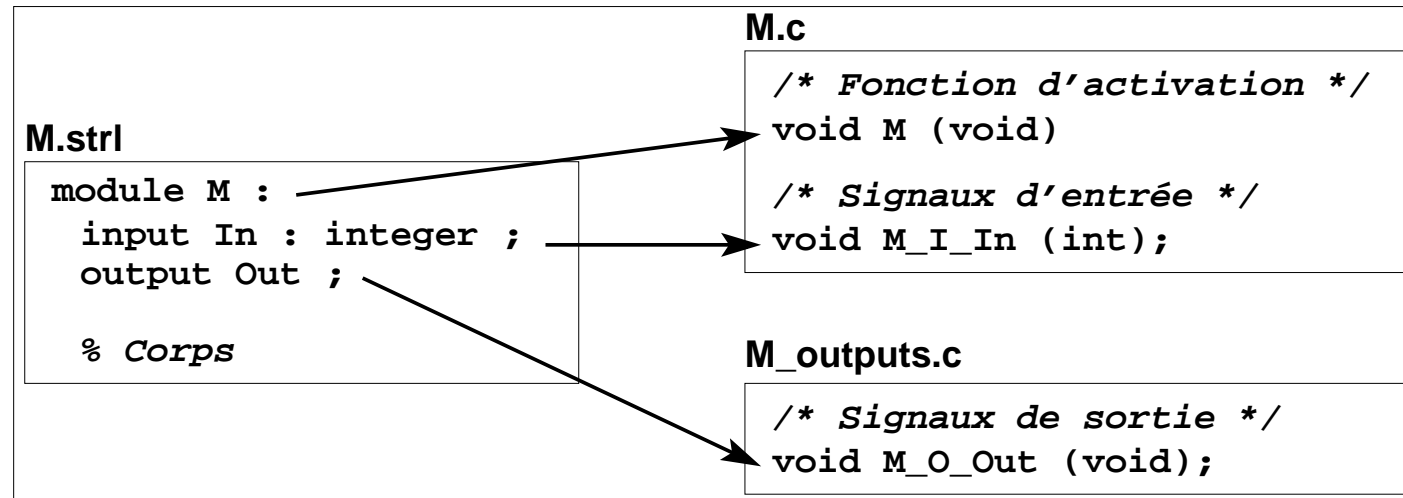 M.strl
module M :
input In : integer ;
output Out ;
% Corps
M.c
/* Fonction d’activation */
void M (void)
/* Signaux d’entrée */
void M_I_In (int);
M_outputs.c
/* Signaux de sortie */
void M_O_Out (void);